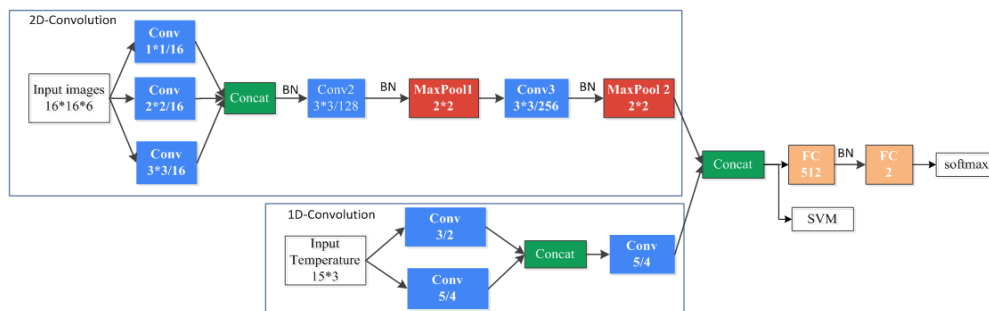 2D-Convolution
Input images
16*16*6
Conv
1*1/16
Conv
2*2/16
Conv
3*3/16
Concat
BN
Conv2
3*3/128
BN
MaxPool1
2*2
Conv3
3*3/256
BN
MaxPool 2
2*2
1D-Convolution
Input
Temperature
15*3
Conv
3/2
Conv
5/4
Concat
Conv
5/4
Concat
FC
512
BN
FC
2
softmax
SVM